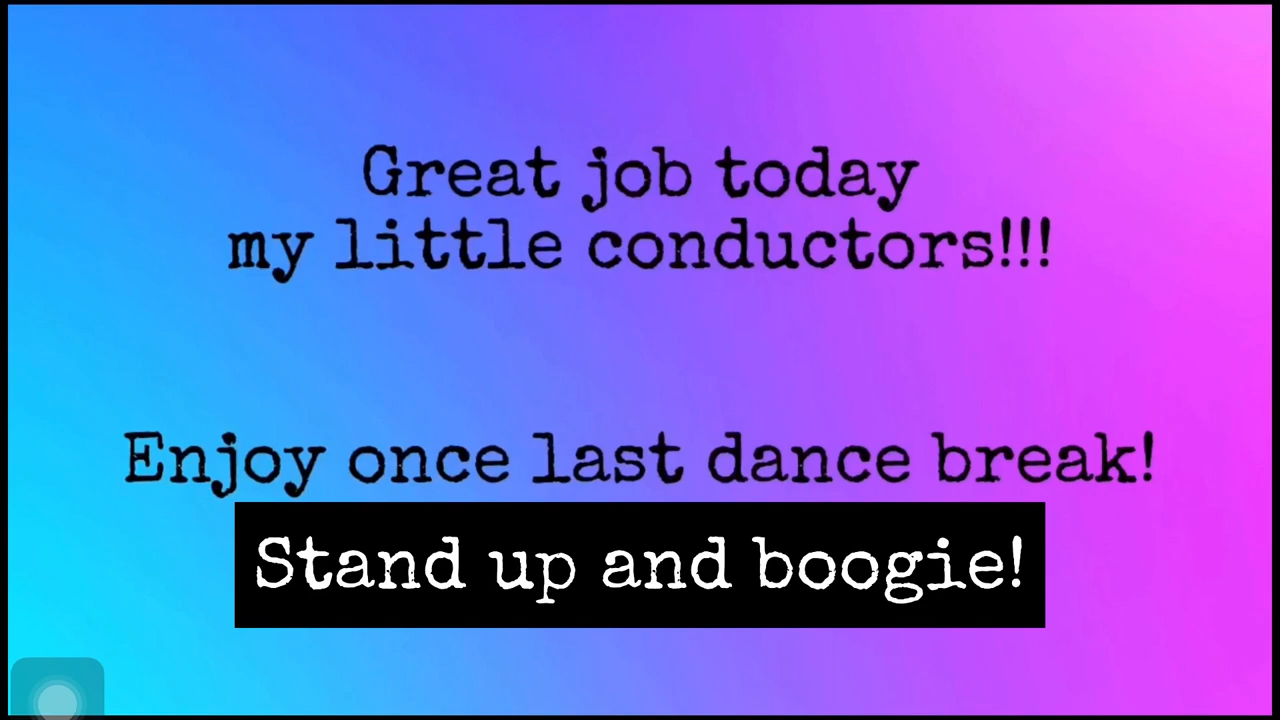 Great job today
my little conductors!!!
Enjoy once last dance break!
Stand up and boogie!